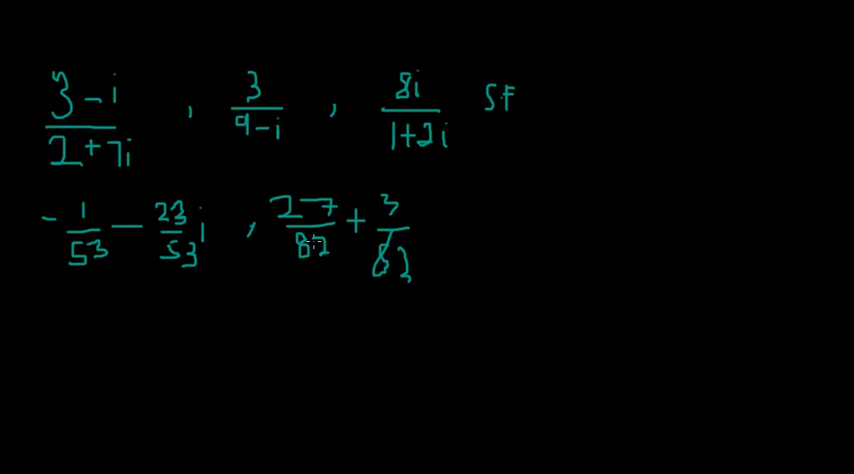 3-i/2+7i , 3/9-i , 8i/1+2i SF
-1/53 - 23/53 i , 27/82 + 3/82